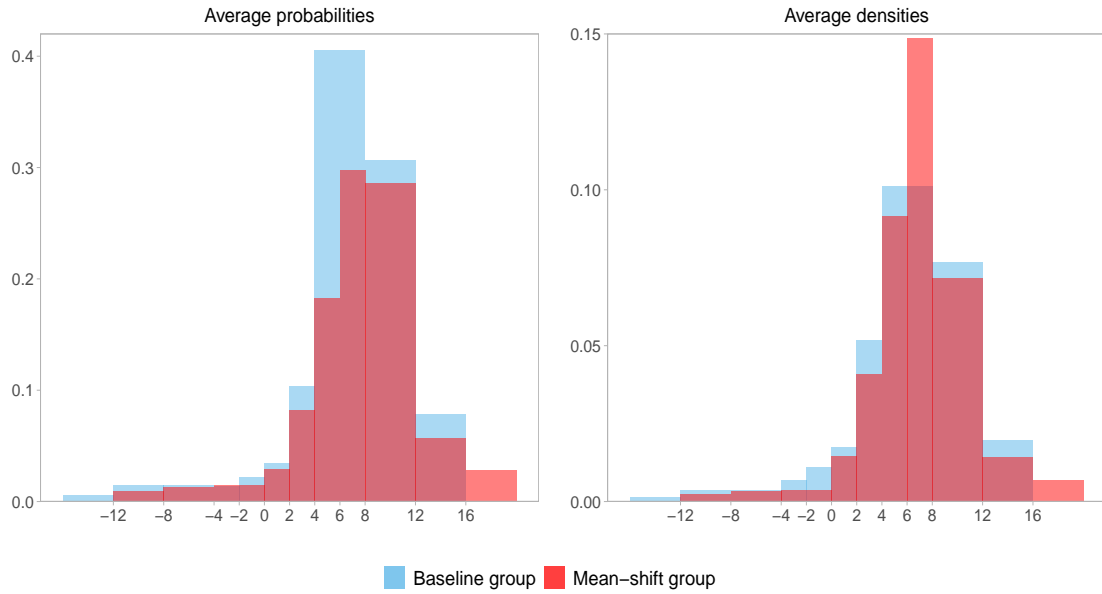 Average probabilities
Average densities
0.4
0.3
0.2
0.1
0.0
−12 −8 −4 −2 0 2 4 6 8 12 16
0.15
0.10
0.05
0.00
−12 −8 −4 −2 0 2 4 6 8 12 16
Baseline group Mean−shift group